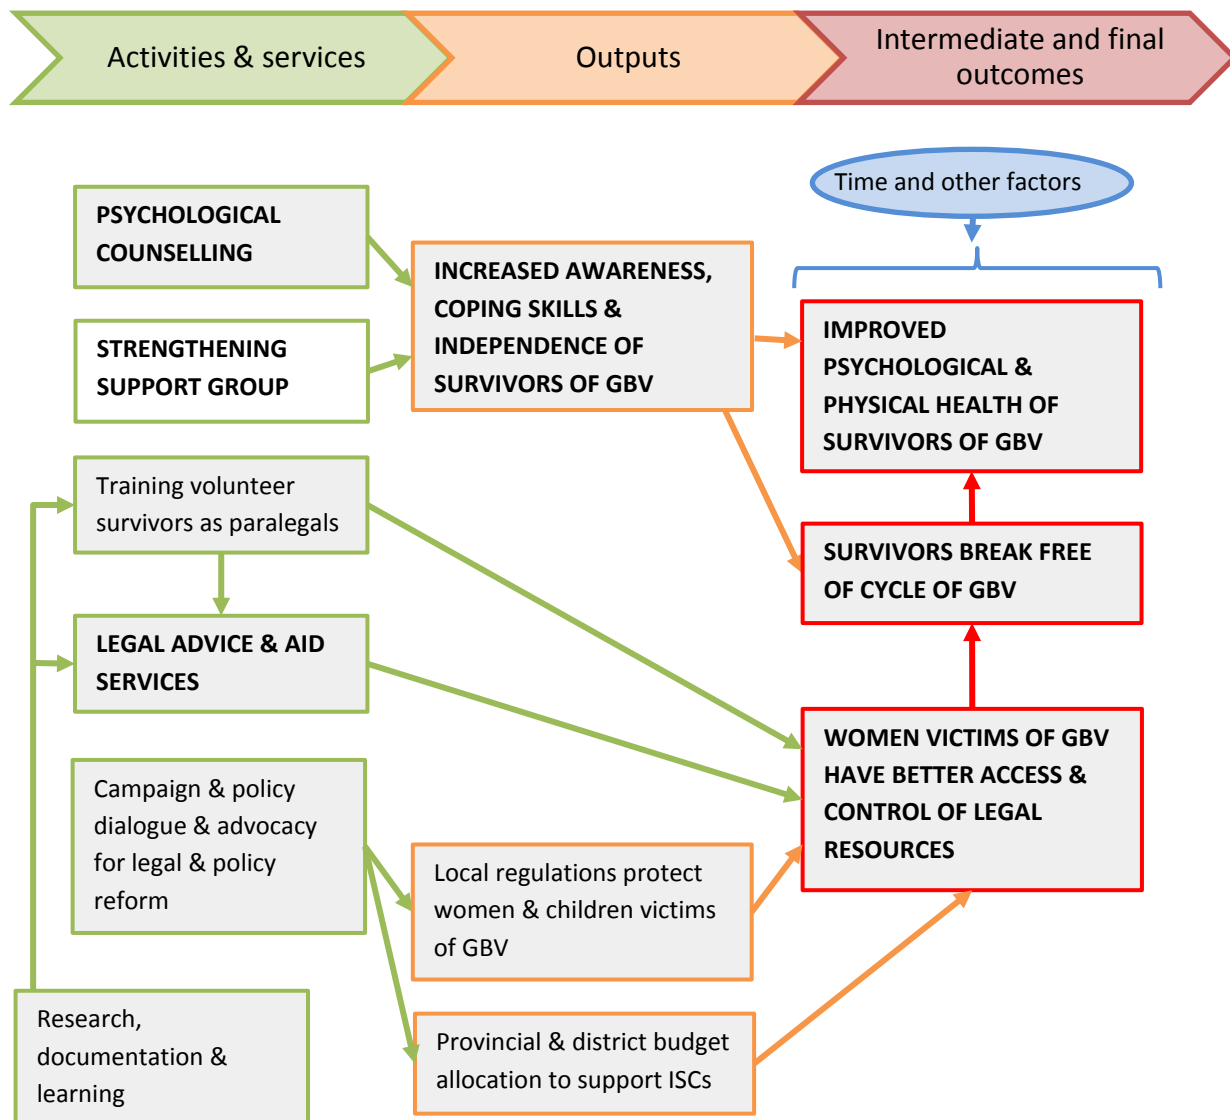 Activities & services
Outputs
Intermediate and final
outcomes
Time and other factors
PSYCHOLOGICAL
COUNSELLING
STRENGTHENING
SUPPORT GROUP
Training volunteer
survivors as paralegals
LEGAL ADVICE & AID
SERVICES
Campaign & policy
dialogue & advocacy
for legal & policy
reform
Research,
documentation &
learning
INCREASED AWARENESS,
COPING SKILLS &
INDEPENDENCE OF
SURVIVORS OF GBV
Local regulations protect
women & children victims
of GBV
Provincial & district budget
allocation to support ISCs
IMPROVED
PSYCHOLOGICAL &
PHYSICAL HEALTH OF
SURVIVORS OF GBV
SURVIVORS BREAK FREE
OF CYCLE OF GBV
WOMEN VICTIMS OF GBV
HAVE BETTER ACCESS &
CONTROL OF LEGAL
RESOURCES